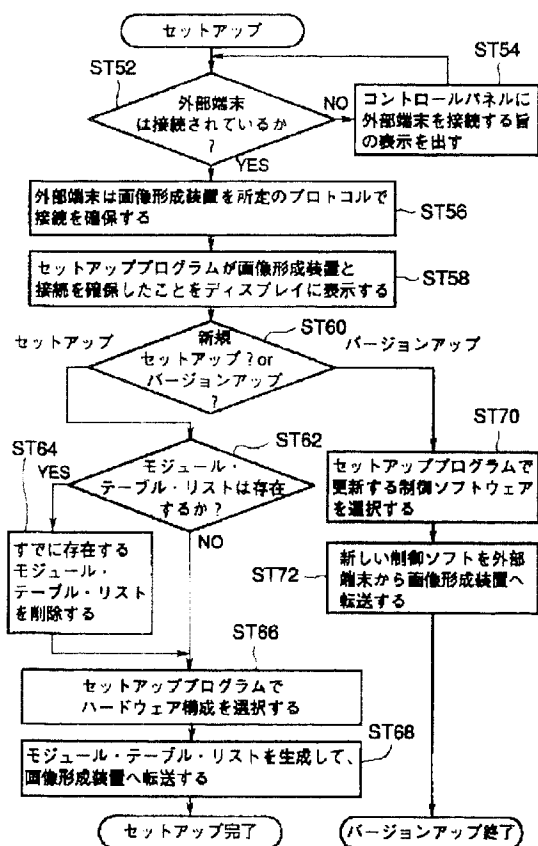 セットアップ
ST52
外部端末
は接続されているか
?
NO
YES
ST54
コントロールパネルに
外部端末を接続する旨
の表示を出す
外部端末は画像形成装置を所定のプロトコルで
接続を確保する
ST56
セットアッププログラムが画像形成装置と
接続を確保したことをディスプレイに表示する
ST58
ST60
セットアップ
新規
セットアップ?or
バージョンアップ
?
バージョンアップ
ST62
モジュール・
テーブル・リストは存在
するか?
ST64
YES
NO
すでに存在する
モジュール・
テーブル・リスト
を削除する
ST70
セットアッププログラムで
更新する制御ソフトウェア
を選択する
ST72
新しい制御ソフトを外部
端末から画像形成装置へ
転送する
ST66
セットアッププログラムで
ハードウェア構成を選択する
ST68
モジュール・テーブル・リストを生成して、
画像形成装置へ転送する
セットアップ完了
バージョンアップ終了